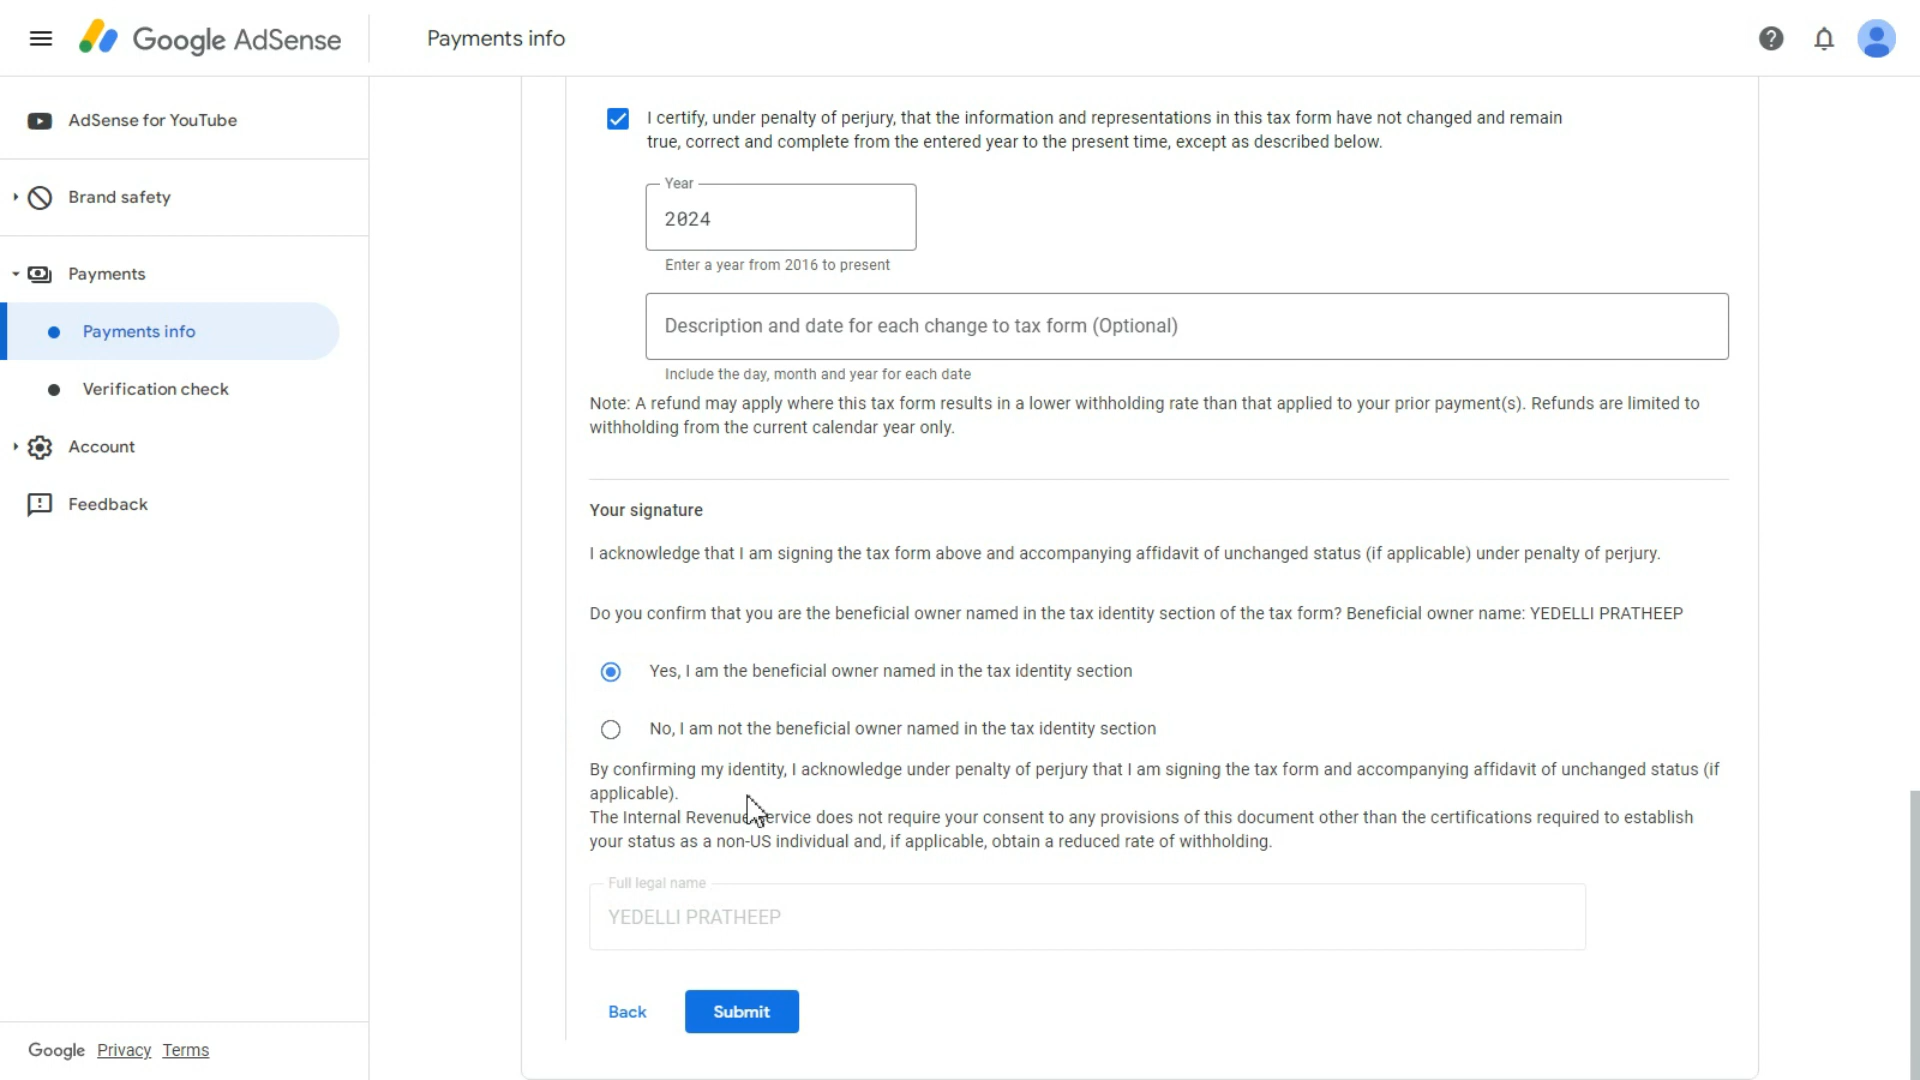 Google AdSense
Payments info
AdSense for YouTube
Brand safety
Payments
Payments info
Verification check
Account
Feedback
Google Privacy Terms
I certify, under penalty of perjury, that the information and representations in this tax form have not changed and remain
true, correct and complete from the entered year to the present time, except as described below.
Year
2024
Enter a year from 2016 to present
Description and date for each change to tax form (Optional)
Include the day, month and year for each date
Note: A refund may apply where this tax form results in a lower withholding rate than that applied to your prior payment(s). Refunds are limited to
withholding from the current calendar year only.
Your signature
I acknowledge that I am signing the tax form above and accompanying affidavit of unchanged status (if applicable) under penalty of perjury.
Do you confirm that you are the beneficial owner named in the tax identity section of the tax form? Beneficial owner name: YEDELLI PRATHEEP
Yes, I am the beneficial owner named in the tax identity section
No, I am not the beneficial owner named in the tax identity section
By confirming my identity, I acknowledge under penalty of perjury that I am signing the tax form and accompanying affidavit of unchanged status (if
applicable).
The Internal Revenue Service does not require your consent to any provisions of this document other than the certifications required to establish
your status as a non-US individual and, if applicable, obtain a reduced rate of withholding.
Full legal name
YEDELLI PRATHEEP
Back Submit